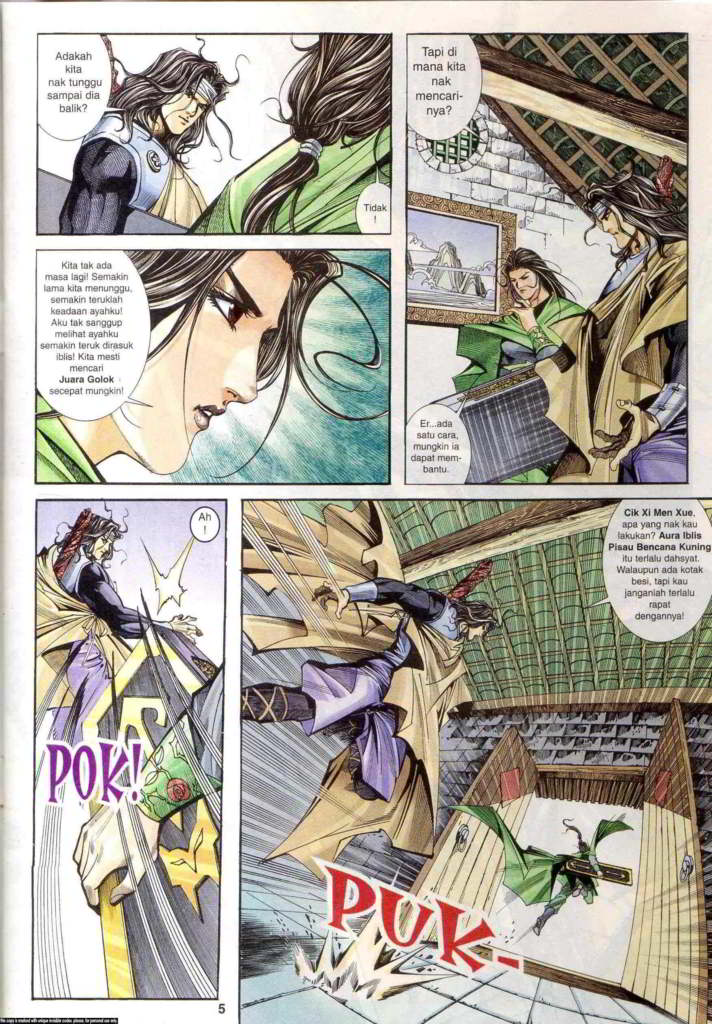 Adakah
kita
nak tunggu
sampai dia
balik?
Tidak
!
Tapi di
mana kita
nak
mencari-
nya?
Kita tak ada
masa lagi! Semakin
lama kita menunggu,
semakin teruklah
keadaan ayahku!
Aku tak sanggup
melihat ayahku
semakin teruk dirasuk
iblis! Kita mesti
mencari
Juara Golok
secepat mungkin!
Er...ada
satu cara,
mungkin ia
dapat mem-
bantu.
Ah
!
POK!
Cik Xi Men Xue,
apa yang nak kau
lakukan? Aura Iblis
Pisau Bencana Kuning
itu terlalu dahsyat.
Walaupun ada kotak
besi, tapi kau
janganlah terlalu
rapat
dengannya!
PUK-
5